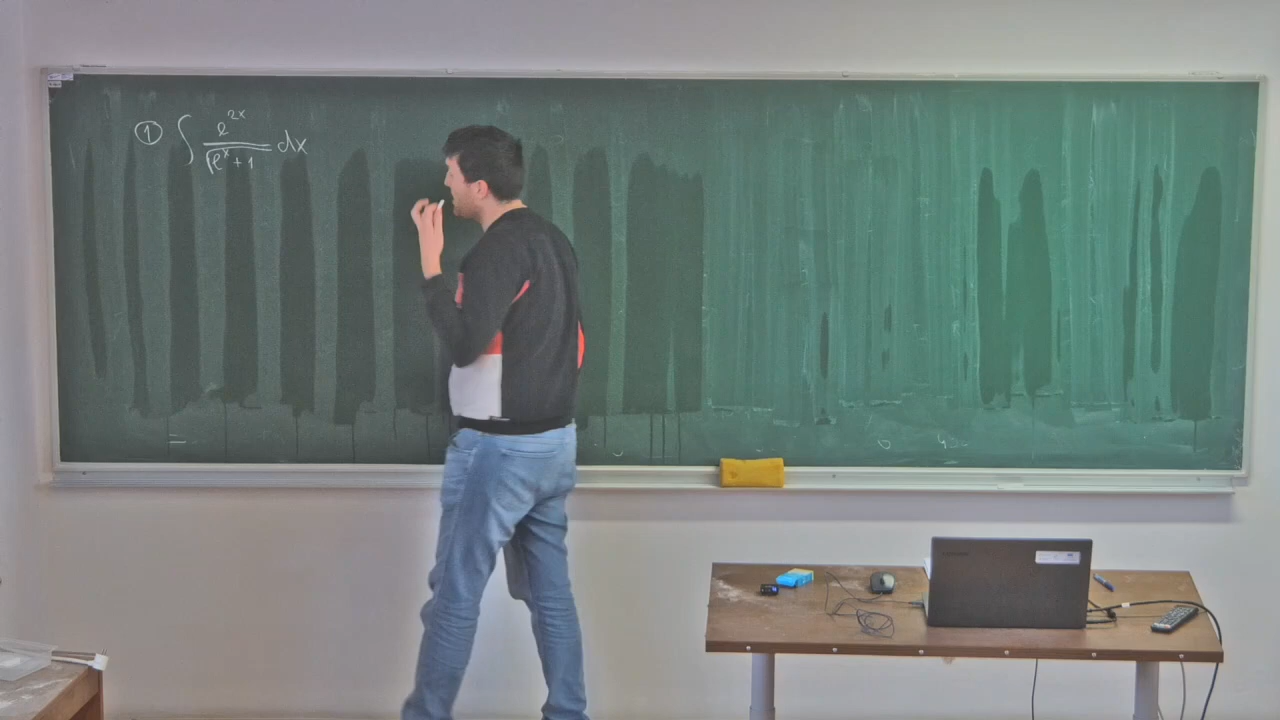 ① ∫ e^{2x} / √(e^x + 1) dx